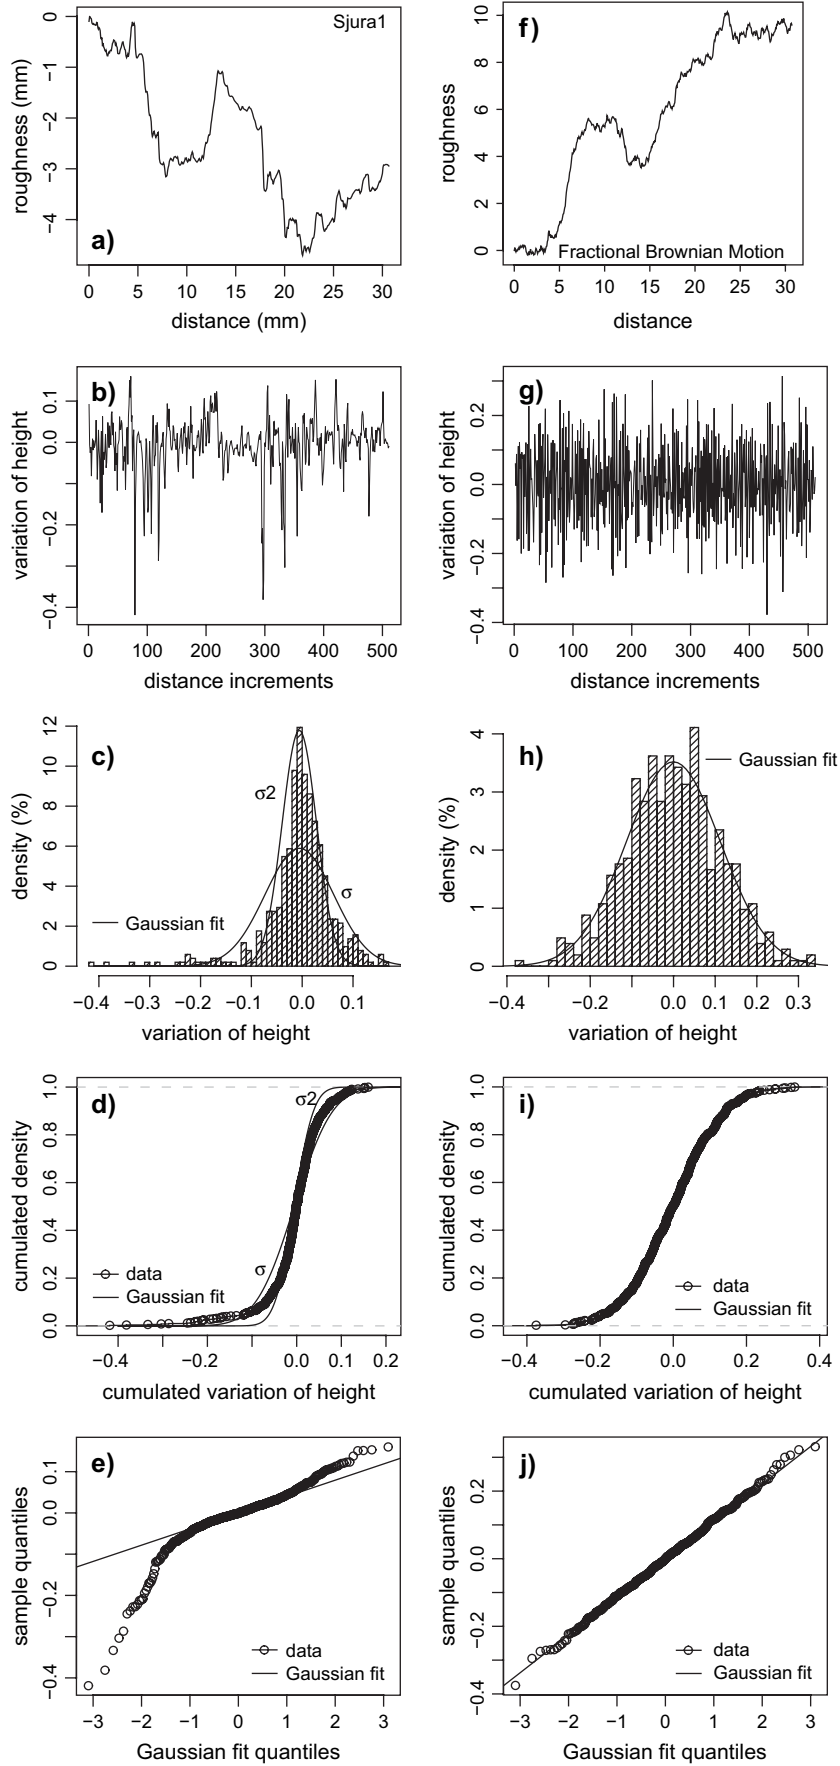 Sjura1
a)
roughness (mm)
0
−1
−2
−3
−4
0 5 10 15 20 25 30
distance (mm)
f)
roughness
10
8
6
4
2
0
Fractional Brownian Motion
0 5 10 15 20 25 30
distance
b)
variation of height
0.1
0.0
−0.2
−0.4
0 100 200 300 400 500
distance increments
g)
variation of height
0.2
0.0
−0.2
−0.4
0 100 200 300 400 500
distance increments
c)
density (%)
12
10
8
6
4
2
0
σ2
σ
Gaussian fit
−0.4 −0.3 −0.2 −0.1 0.0 0.1
variation of height
h)
density (%)
4
3
2
1
0
Gaussian fit
−0.4 −0.2 0.0 0.1 0.2 0.3
variation of height
d)
cumulated density
1.0
0.8
0.6
0.4
0.2
0.0
σ2
σ
data
Gaussian fit
−0.4 −0.2 0.0 0.1 0.2
cumulated variation of height
i)
cumulated density
1.0
0.8
0.6
0.4
0.2
0.0
data
Gaussian fit
−0.4 −0.2 0.0 0.2 0.4
cumulated variation of height
e)
sample quantiles
0.1
0.0
−0.2
−0.4
data
Gaussian fit
−3 −2 −1 0 1 2 3
Gaussian fit quantiles
j)
sample quantiles
0.2
0.0
−0.2
−0.4
data
Gaussian fit
−3 −2 −1 0 1 2 3
Gaussian fit quantiles